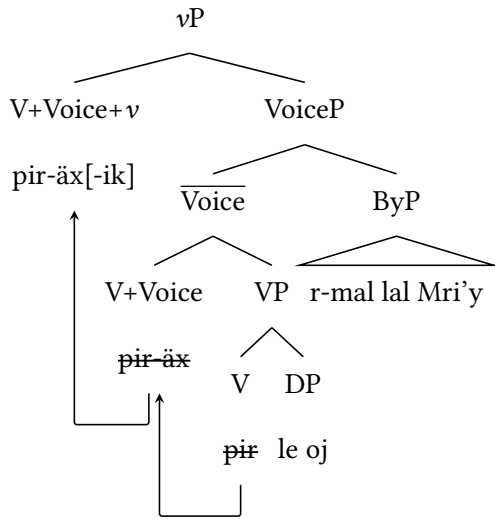 vP
V+Voice+v VoiceP
pir-äx[-ik] Voice ByP
V+Voice VP r-mal lal Mri'y
pir-äx V DP
pir le oj